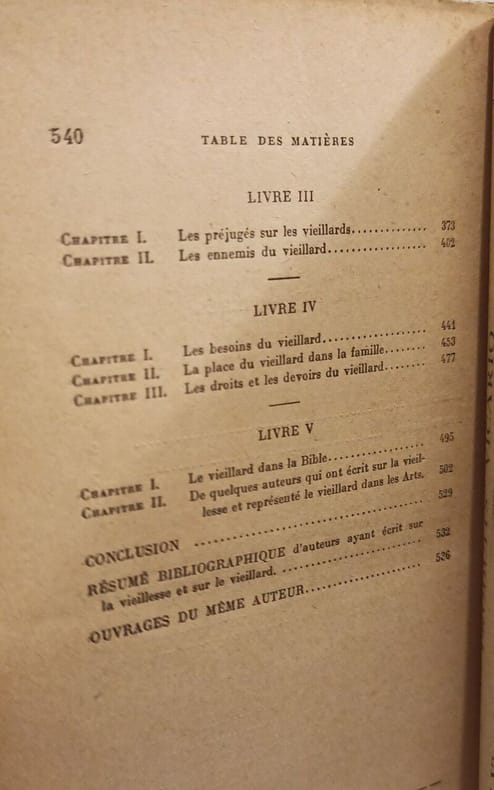 540 TABLE DES MATIÈRES
LIVRE III
CHAPITRE I. Les préjugés sur les vieillards.............. 373
CHAPITRE II. Les ennemis du vieillard.................. 402
LIVRE IV
CHAPITRE I. Les besoins du vieillard................... 441
CHAPITRE II. La place du vieillard dans la famille........ 453
CHAPITRE III. Les droits et les devoirs du vieillard........ 477
LIVRE V
CHAPITRE I. Le vieillard dans la Bible.................. 495
CHAPITRE II. De quelques auteurs qui ont écrit sur la vieil-
lesse et représenté le vieillard dans les Arts. 502
CONCLUSION .................................... 529
RÉSUMÉ BIBLIOGRAPHIQUE d'auteurs ayant écrit sur
la vieillesse et sur le vieillard. ...................... 532
OUVRAGES DU MÊME AUTEUR.................... 536